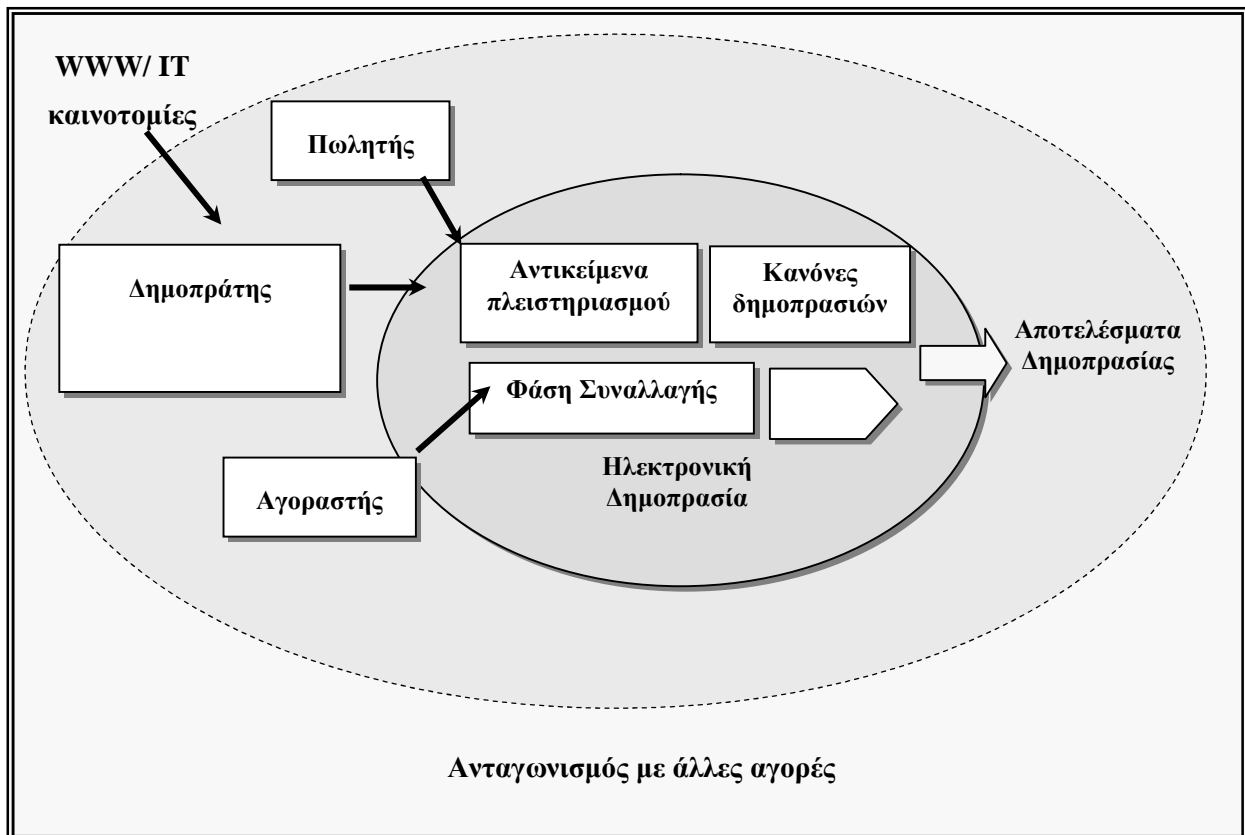 WWW/ IT
καινοτομίες
Πωλητής
Δημοπράτης
Αντικείμενα
πλειστηριασμού
Κανόνες
δημοπρασιών
Αποτελέσματα
Δημοπρασίας
Φάση Συναλλαγής
Ηλεκτρονική
Δημοπρασία
Αγοραστής
Ανταγωνισμός με άλλες αγορές